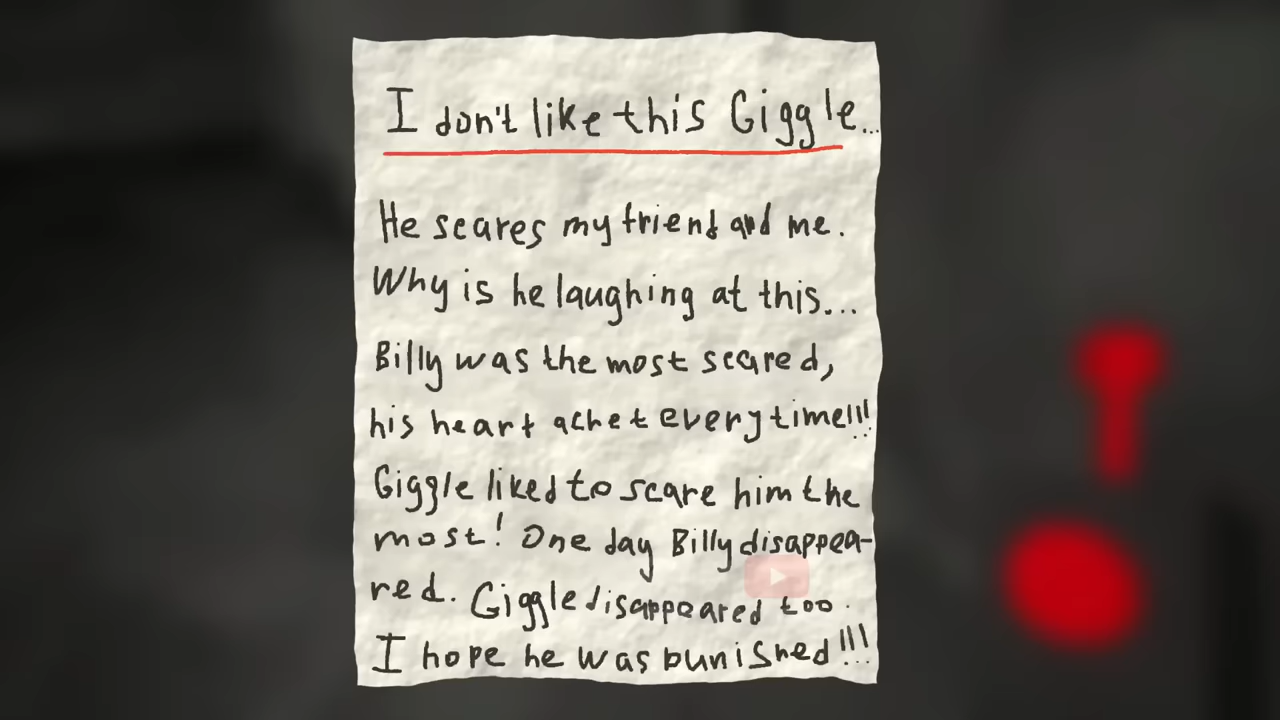 I don't like this Giggle...
He scares my friend and me.
Why is he laughing at this...
Billy was the most scared,
his heart achet everytime!!!
Giggle liked to scare him the
most! One day Billy disappea-
red. Giggle disappeared too.
I hope he was punished!!!